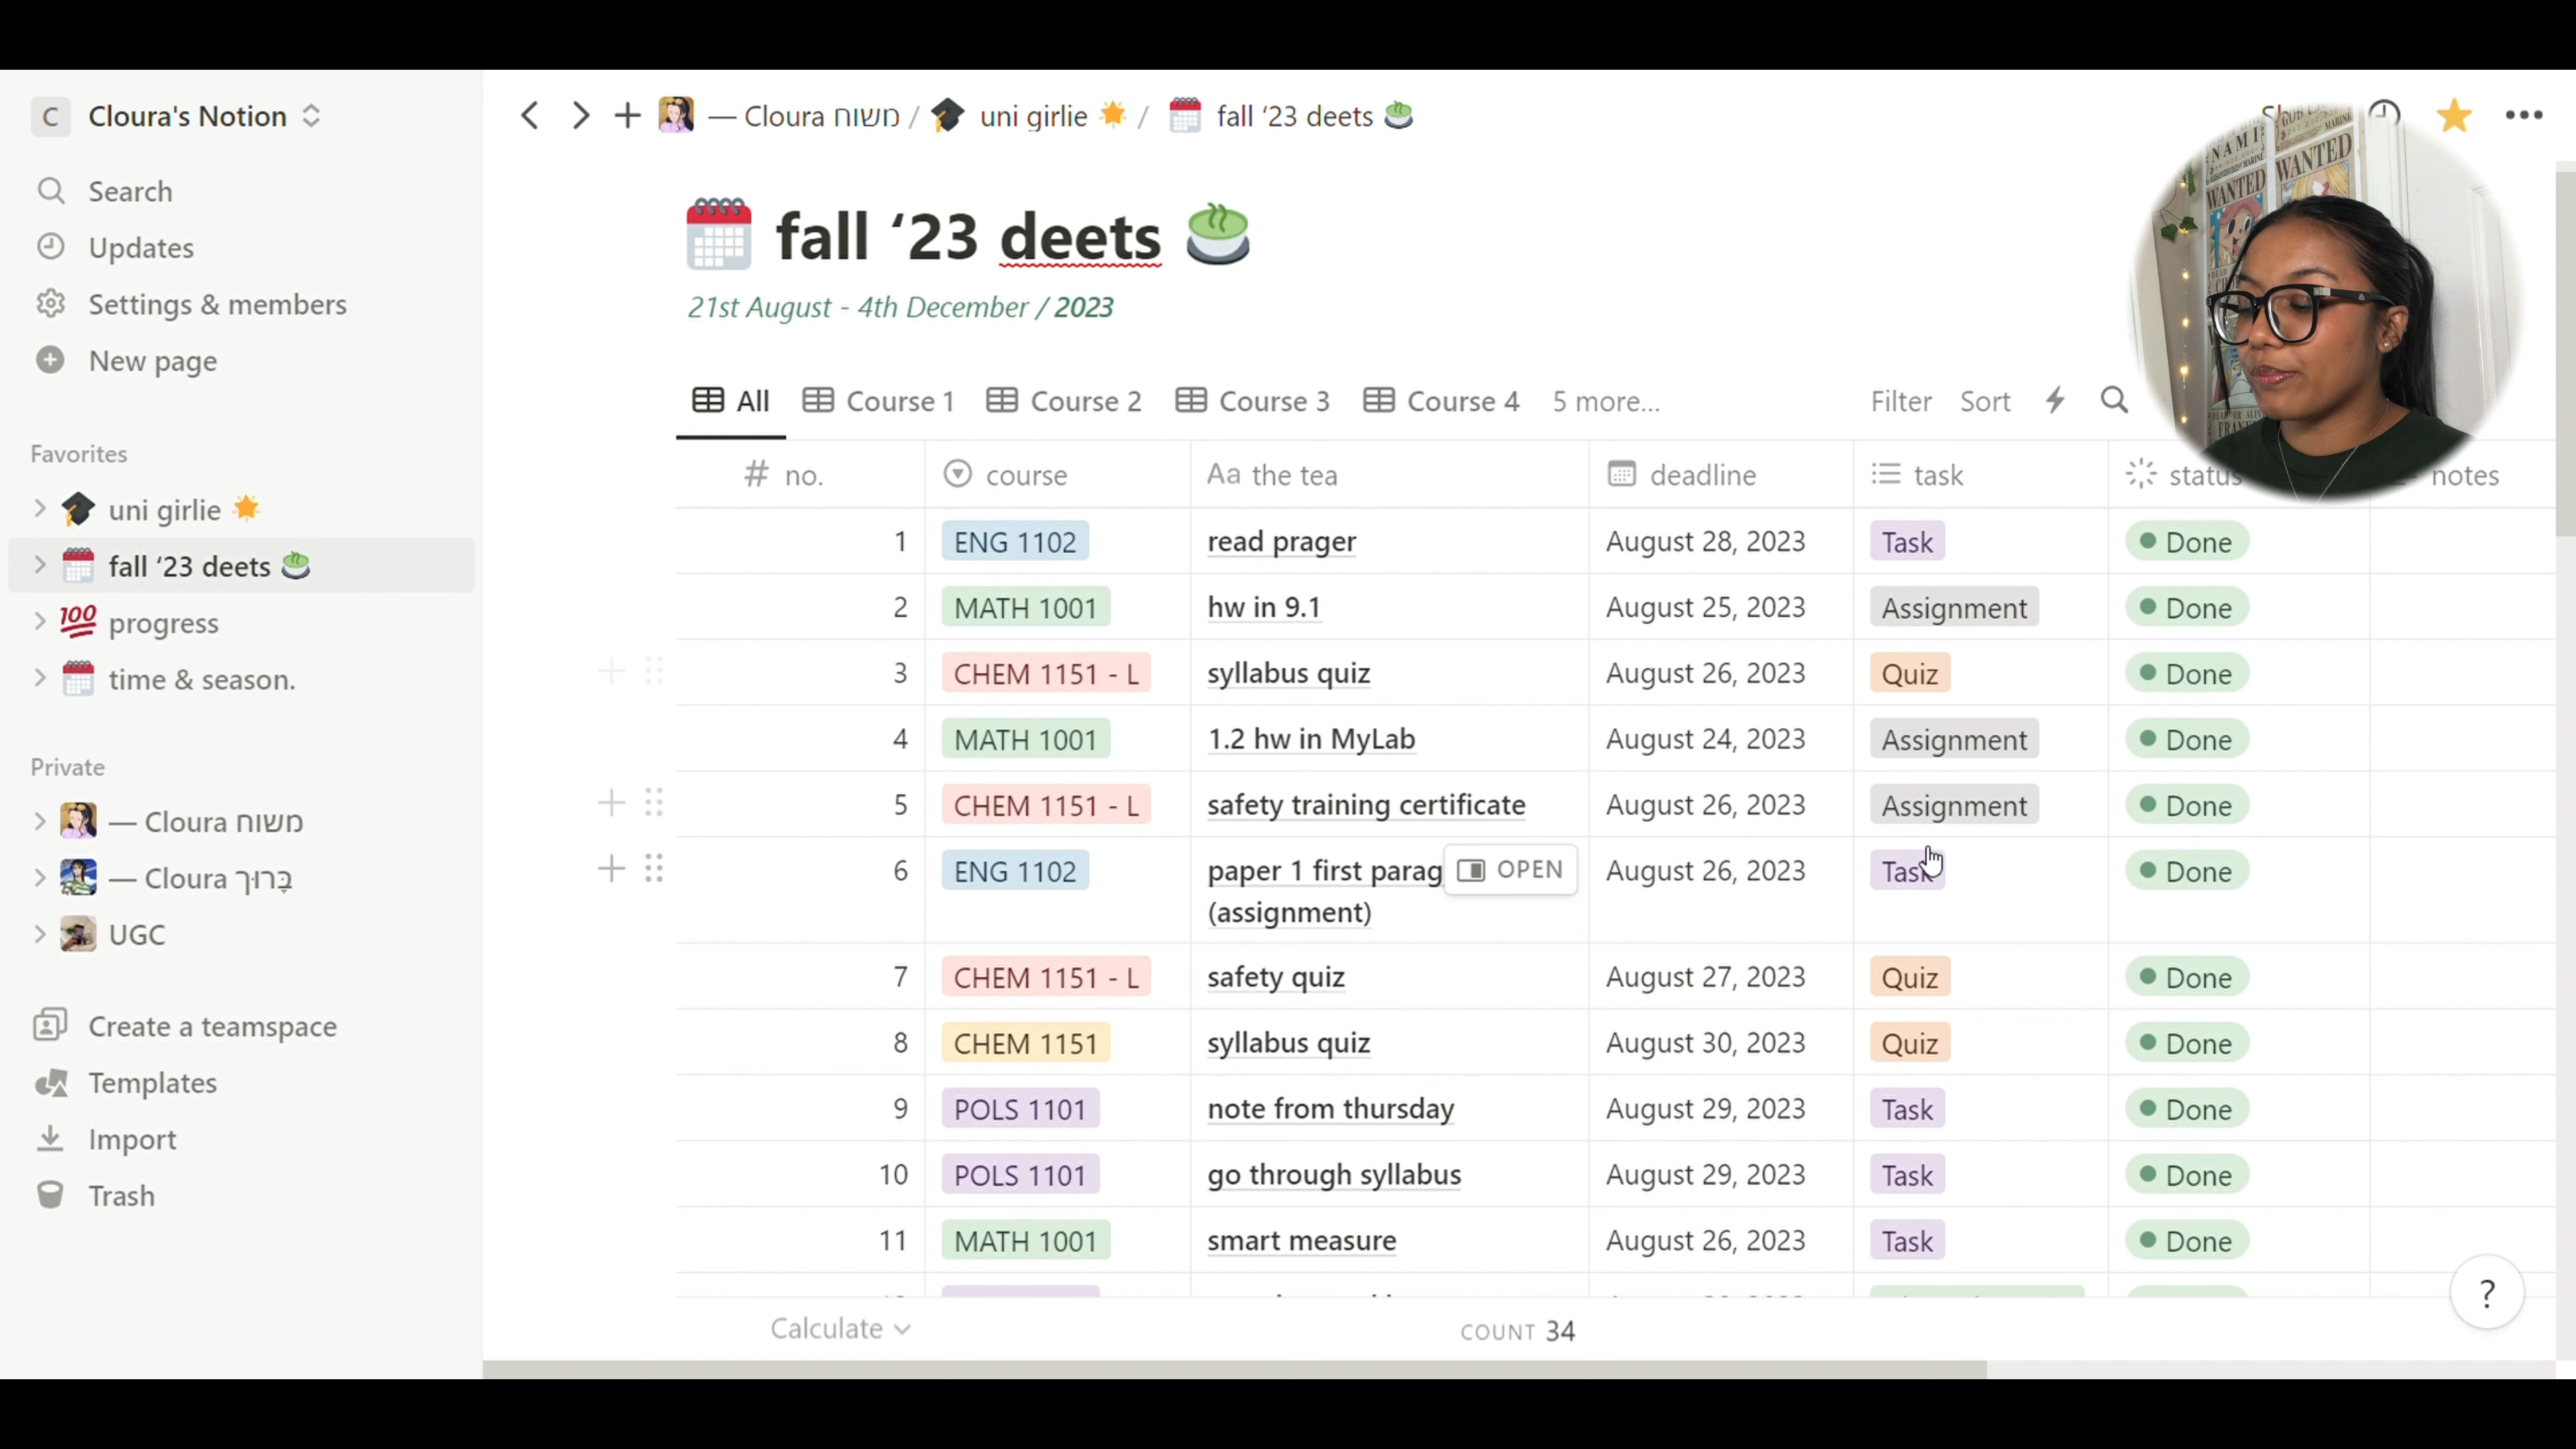 C Cloura's Notion
Search
Updates
Settings & members
New page
Favorites
uni girlie
fall ‘23 deets
progress
time & season.
Private
— Cloura משוח
— Cloura בָּרוּך
UGC
Create a teamspace
Templates
Import
Trash
— Cloura משוח / uni girlie / fall ‘23 deets
fall ‘23 deets
21st August - 4th December / 2023
All Course 1 Course 2 Course 3 Course 4 5 more... Filter Sort
NAMI
MARINE
WANTED
WANTED
# no. course Aa the tea deadline task status notes
1 ENG 1102 read prager August 28, 2023 Task Done
2 MATH 1001 hw in 9.1 August 25, 2023 Assignment Done
3 CHEM 1151 - L syllabus quiz August 26, 2023 Quiz Done
4 MATH 1001 1.2 hw in MyLab August 24, 2023 Assignment Done
5 CHEM 1151 - L safety training certificate August 26, 2023 Assignment Done
6 ENG 1102 paper 1 first parag OPEN August 26, 2023 Task Done
(assignment)
7 CHEM 1151 - L safety quiz August 27, 2023 Quiz Done
8 CHEM 1151 syllabus quiz August 30, 2023 Quiz Done
9 POLS 1101 note from thursday August 29, 2023 Task Done
10 POLS 1101 go through syllabus August 29, 2023 Task Done
11 MATH 1001 smart measure August 26, 2023 Task Done
Calculate COUNT 34
?